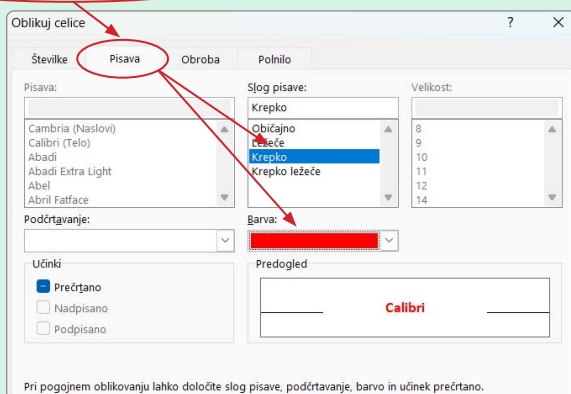 Oblikuj celice ? ×
Številke Pisava Obroba Polnilo
Pisava: Slog pisave: Velikost:
Krepko
Cambria (Naslovi) Običajno 8
Calibri (Telo) Ležeče 9
Abadi Krepko 10
Abadi Extra Light Krepko ležeče 11
Abel 12
Abril Fatface 14
Podčrtavanje: Barva:
Učinki Predogled
Prečrtano
Nadpisano Calibri
Podpisano
Pri pogojnem oblikovanju lahko določite slog pisave, podčrtavanje, barvo in učinek prečrtano.